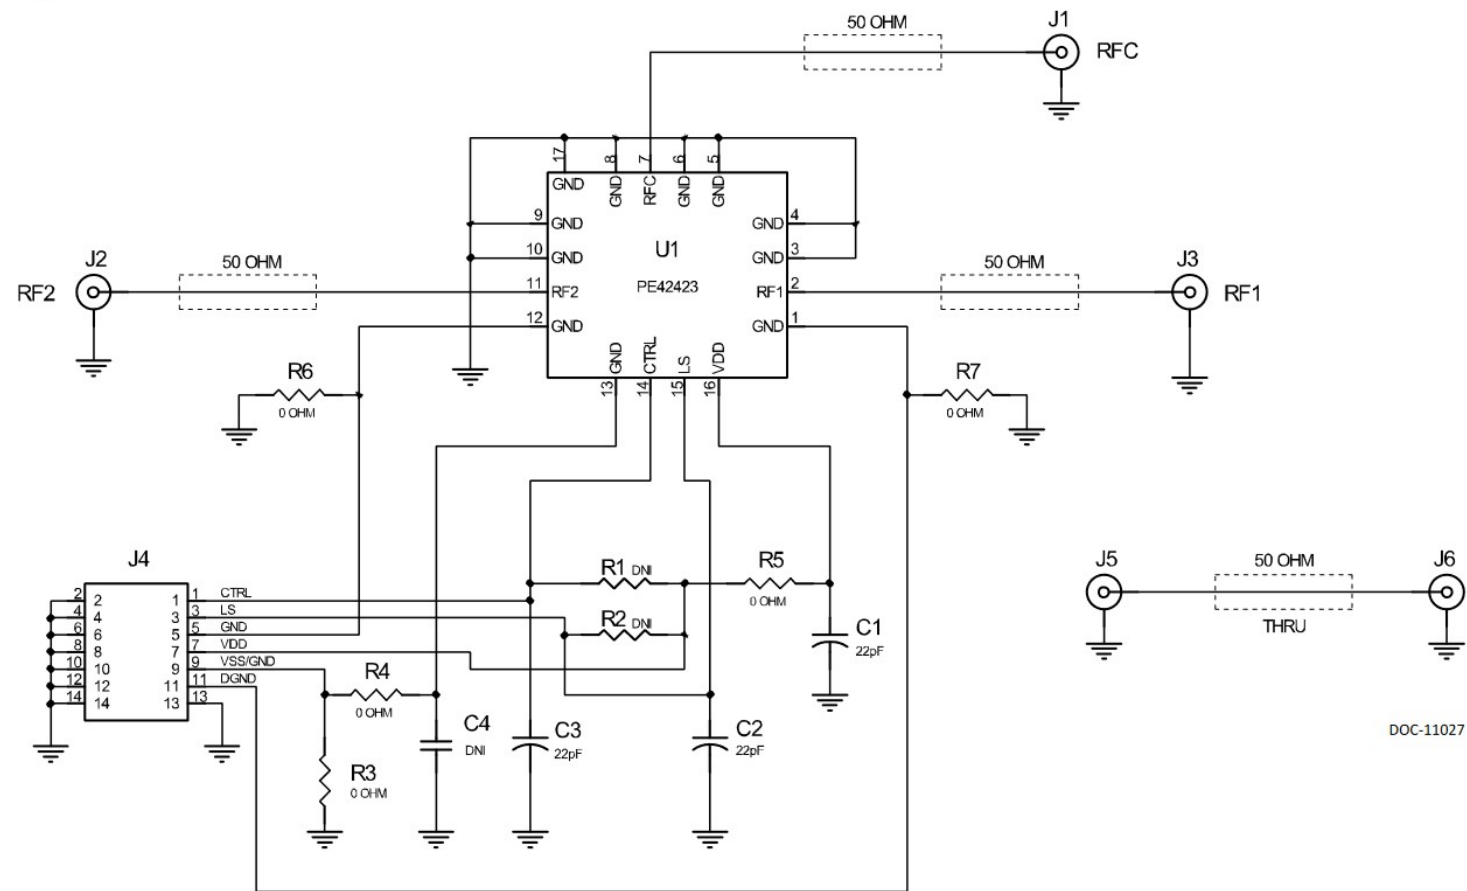 50 OHM
J1
RFC
17 8 7 6 5
GND GND RFC GND GND
9 GND
GND 4
10 GND
GND 3
U1
PE42423
J2
RF2
50 OHM
11 RF2
RF1 2
50 OHM
J3
RF1
12 GND
GND 1
GND CTRL LS VDD
13 14 15 16
R6
0 OHM
R7
0 OHM
J4
2 2 1 1 CTRL
4 4 3 3 LS
6 6 5 5 GND
8 8 7 7 VDD
10 10 9 9 VSS/GND
12 12 11 11 DGND
14 14 13 13
R1 DNI
R2 DNI
R5
0 OHM
C1
22pF
R4
0 OHM
C4
DNI
C3
22pF
C2
22pF
R3
0 OHM
J5
50 OHM
J6
THRU
DOC-11027